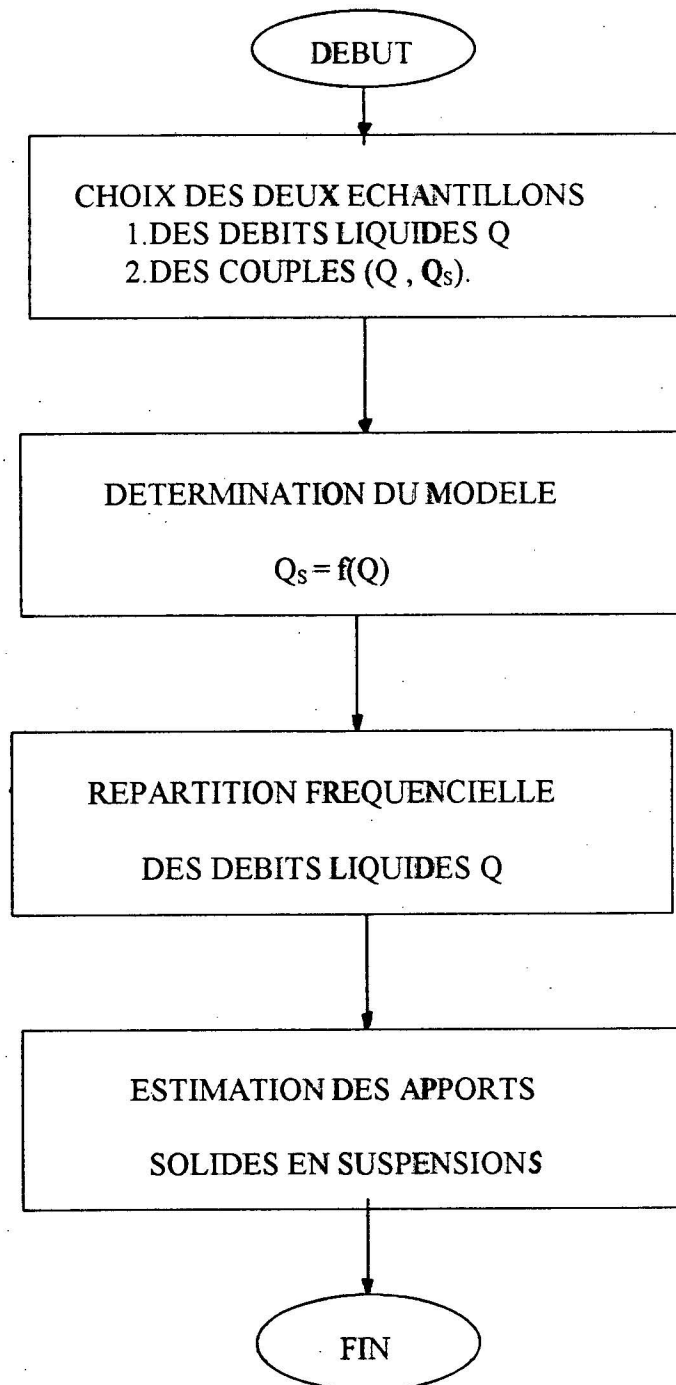 DEBUT
CHOIX DES DEUX ECHANTILLONS
1.DES DEBITS LIQUIDES Q
2.DES COUPLES (Q , Qs).
DETERMINATION DU MODELE
Qs = f(Q)
REPARTITION FREQUENCIELLE
DES DEBITS LIQUIDES Q
ESTIMATION DES APPORTS
SOLIDES EN SUSPENSIONS
FIN